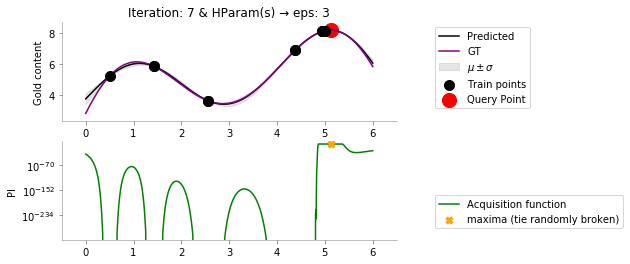 Iteration: 7 & HParam(s) → eps: 3
Gold content
8
6
4
0 1 2 3 4 5 6
Predicted
GT
μ ± σ
Train points
Query Point
PI
10⁻⁷⁰
10⁻¹⁵²
10⁻²³⁴
0 1 2 3 4 5 6
Acquisition function
maxima (tie randomly broken)